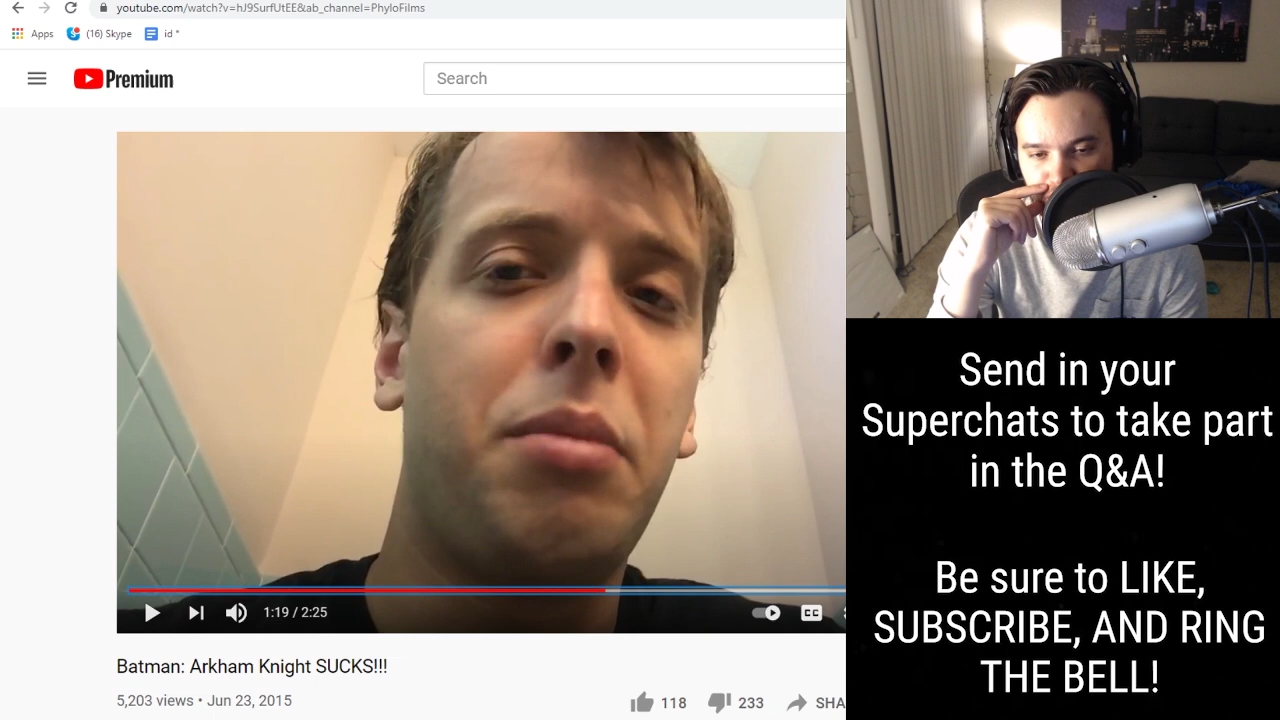 youtube.com/watch?v=hJ9SurfUtEE&ab_channel=PhyloFilms
Apps
(16) Skype
id *
Premium
Search
1:19 / 2:25
CC
Batman: Arkham Knight SUCKS!!!
5,203 views • Jun 23, 2015
118
233
SHA
Send in your
Superchats to take part
in the Q&A!
Be sure to LIKE,
SUBSCRIBE, AND RING
THE BELL!